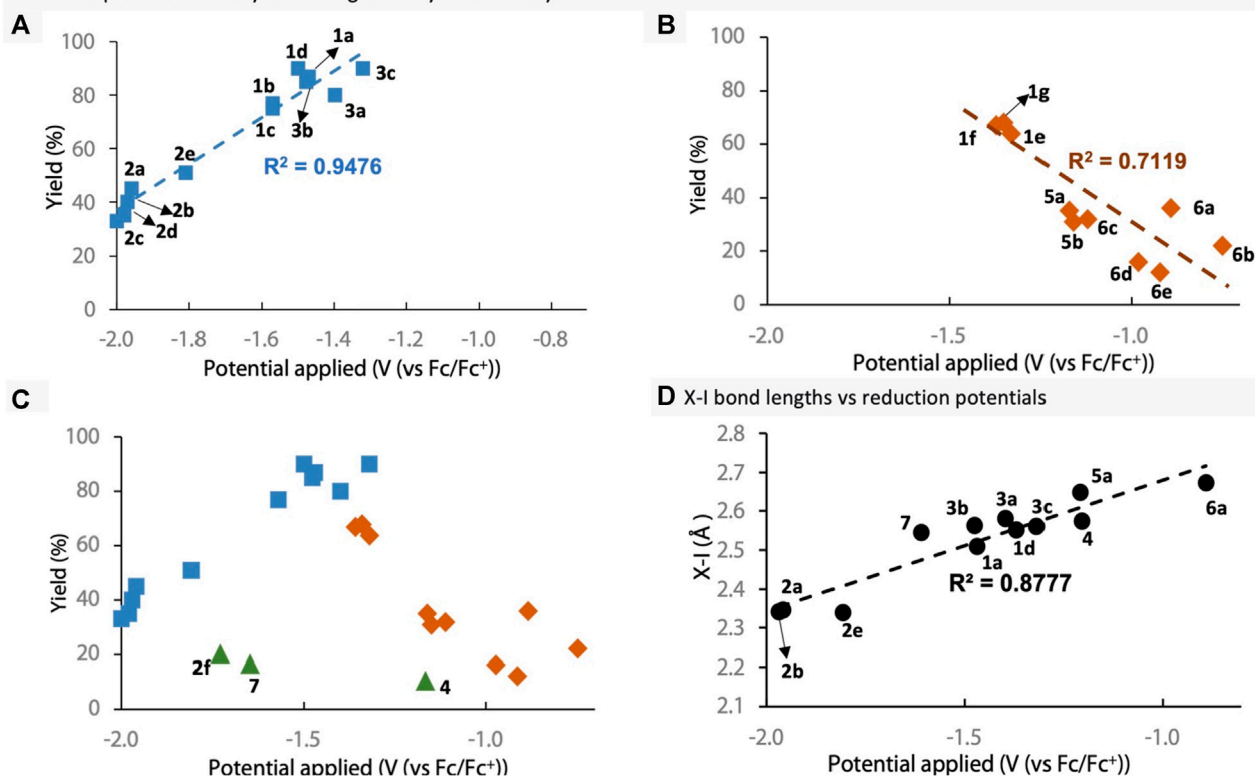 A
Yield (%)
100
80
60
40
20
0
1d
1a
3c
1b
3a
1c
3b
2e
R² = 0.9476
2a
2b
2d
2c
-2.0 -1.8 -1.6 -1.4 -1.2 -1.0 -0.8
Potential applied (V (vs Fc/Fc⁺))
B
Yield (%)
100
80
60
40
20
0
1g
1f
1e
R² = 0.7119
5a
6a
6c
5b
6b
6d
6e
-2.0 -1.5 -1.0
Potential applied (V (vs Fc/Fc⁺))
C
Yield (%)
100
80
60
40
20
0
2f
7
4
-2.0 -1.5 -1.0
Potential applied (V (vs Fc/Fc⁺))
D X-I bond lengths vs reduction potentials
X-I (Å )
2.8
2.7
2.6
2.5
2.4
2.3
2.2
2.1
5a
6a
3a
3b
3c
7
4
1d
1a
R² = 0.8777
2a
2e
2b
-2.0 -1.5 -1.0
Potential applied (V (vs Fc/Fc⁺))